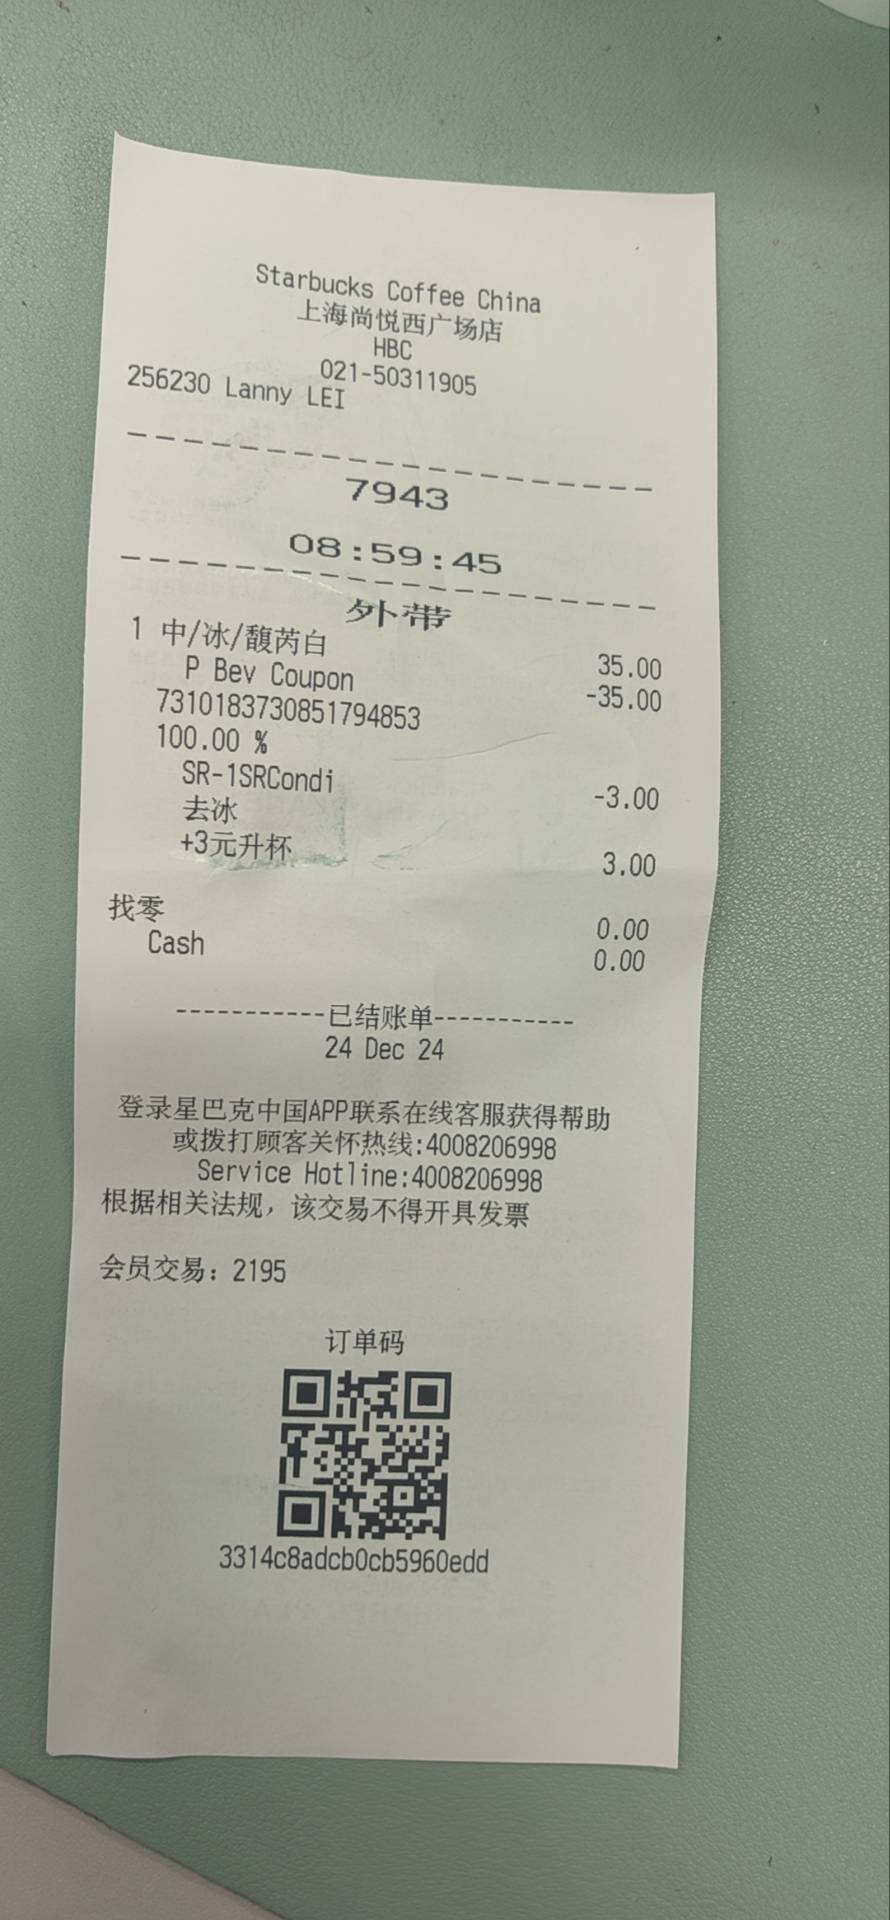 Starbucks Coffee China
上海尚悦西广场店
HBC
021-50311905
256230 Lanny LEI
7943
08:59:45
外带
1 中/冰/馥芮白 35.00
P Bev Coupon -35.00
7310183730851794853
100.00 %
SR-1SRCondi -3.00
去冰
+3元升杯 3.00
找零 0.00
Cash 0.00
-----------已结账单-----------
24 Dec 24
登录星巴克中国APP联系在线客服获得帮助
或拨打顾客关怀热线:4008206998
Service Hotline:4008206998
根据相关法规，该交易不得开具发票
会员交易：2195
订单码
3314c8adcb0cb5960edd